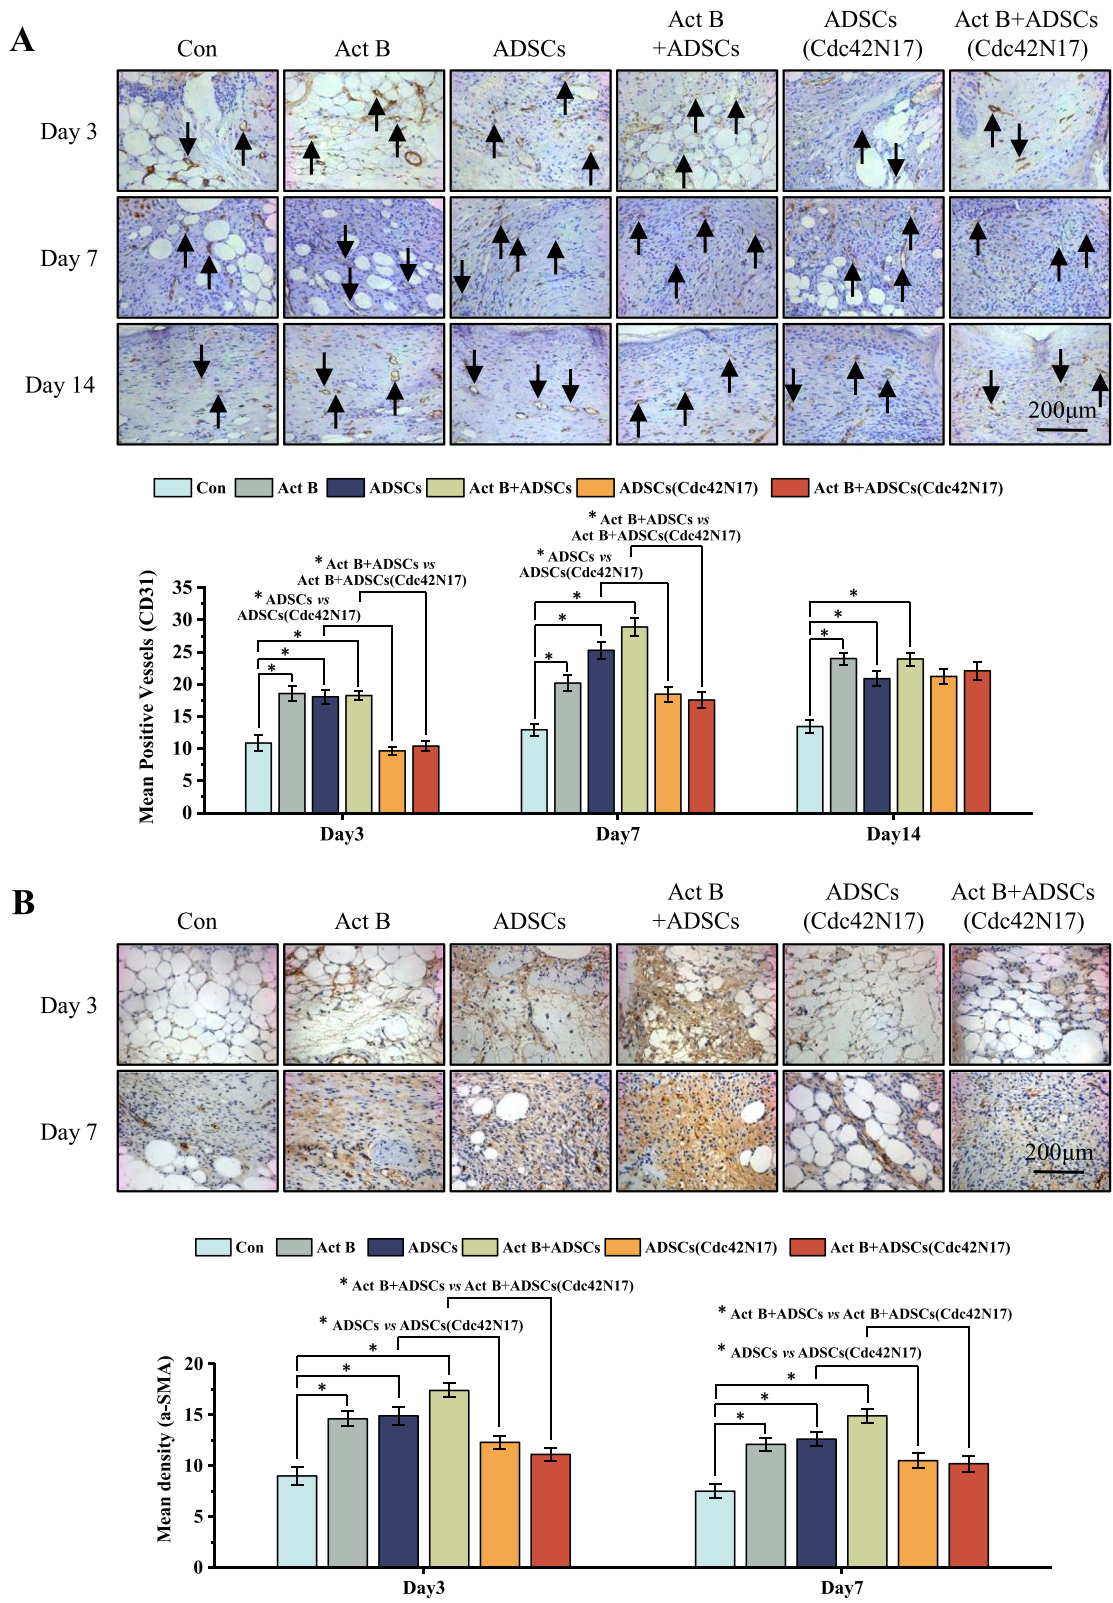 A
Con
Act B
ADSCs
Act B
+ADSCs
ADSCs
(Cdc42N17)
Act B+ADSCs
(Cdc42N17)
Day 3
Day 7
Day 14
200μm
Con
Act B
ADSCs
Act B+ADSCs
ADSCs(Cdc42N17)
Act B+ADSCs(Cdc42N17)
* Act B+ADSCs vs
Act B+ADSCs(Cdc42N17)
* ADSCs vs
ADSCs(Cdc42N17)
* 
*
*
* Act B+ADSCs vs
Act B+ADSCs(Cdc42N17)
* ADSCs vs
ADSCs(Cdc42N17)
*
*
*
*
*
*
Mean Positive Vessels (CD31)
35
30
25
20
15
10
5
0
Day3
Day7
Day14
B
Con
Act B
ADSCs
Act B
+ADSCs
ADSCs
(Cdc42N17)
Act B+ADSCs
(Cdc42N17)
Day 3
Day 7
200μm
Con
Act B
ADSCs
Act B+ADSCs
ADSCs(Cdc42N17)
Act B+ADSCs(Cdc42N17)
* Act B+ADSCs vs Act B+ADSCs(Cdc42N17)
* ADSCs vs ADSCs(Cdc42N17)
*
*
*
* Act B+ADSCs vs Act B+ADSCs(Cdc42N17)
* ADSCs vs ADSCs(Cdc42N17)
*
*
*
Mean density (a-SMA)
20
15
10
5
0
Day3
Day7